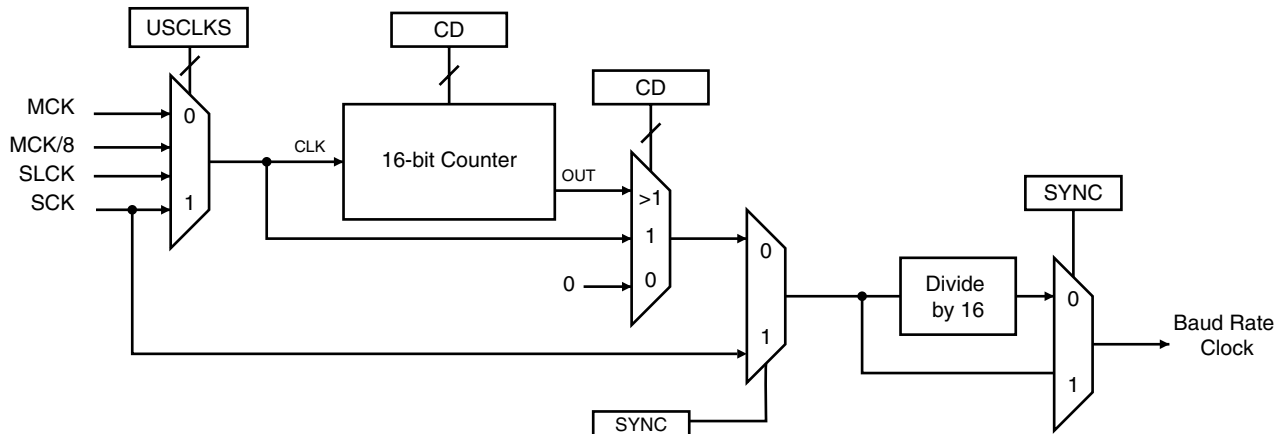 USCLKS
CD
CD
MCK
0
MCK/8
SLCK
SCK
1
CLK
16-bit Counter
OUT
>1
1
0
0
SYNC
0
1
Divide
by 16
0
1
Baud Rate
Clock
SYNC